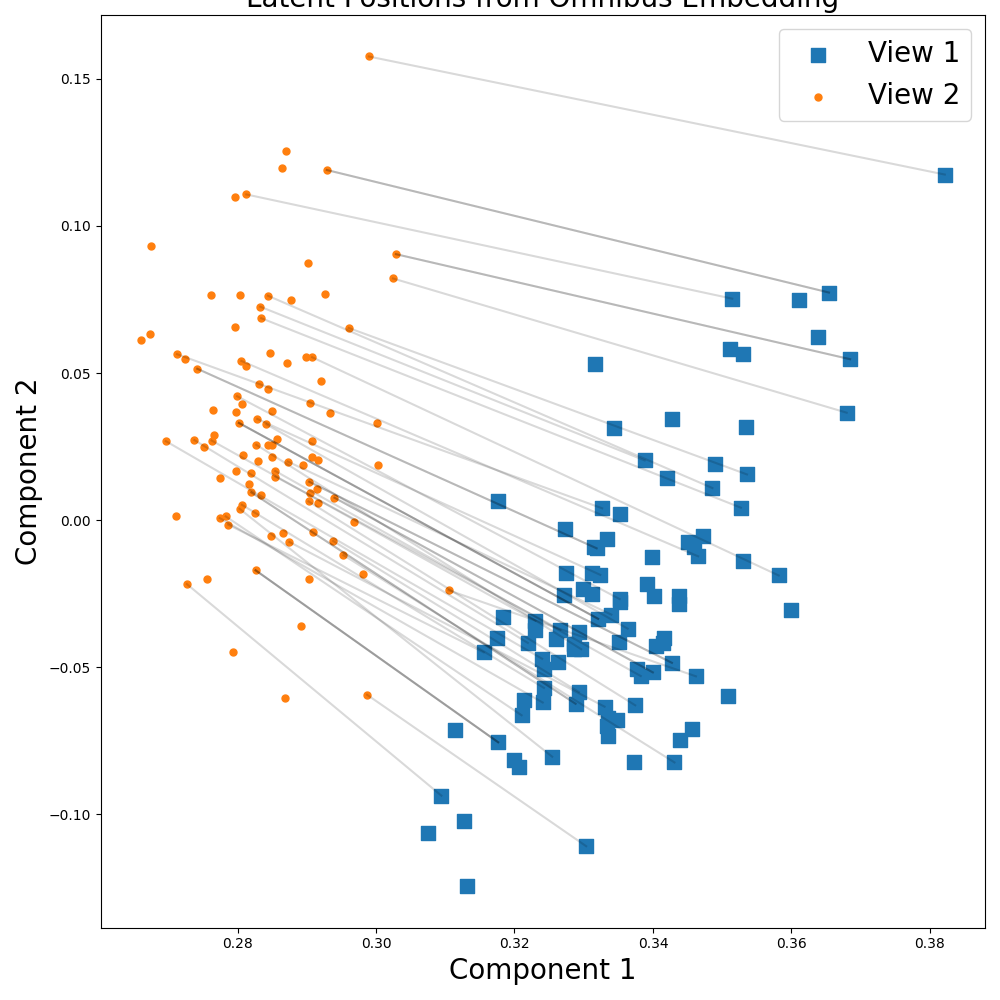 Latent Positions from Omnibus Embedding
View 1
View 2
Component 2
0.15
0.10
0.05
0.00
−0.05
−0.10
0.28
0.30
0.32
0.34
0.36
0.38
Component 1